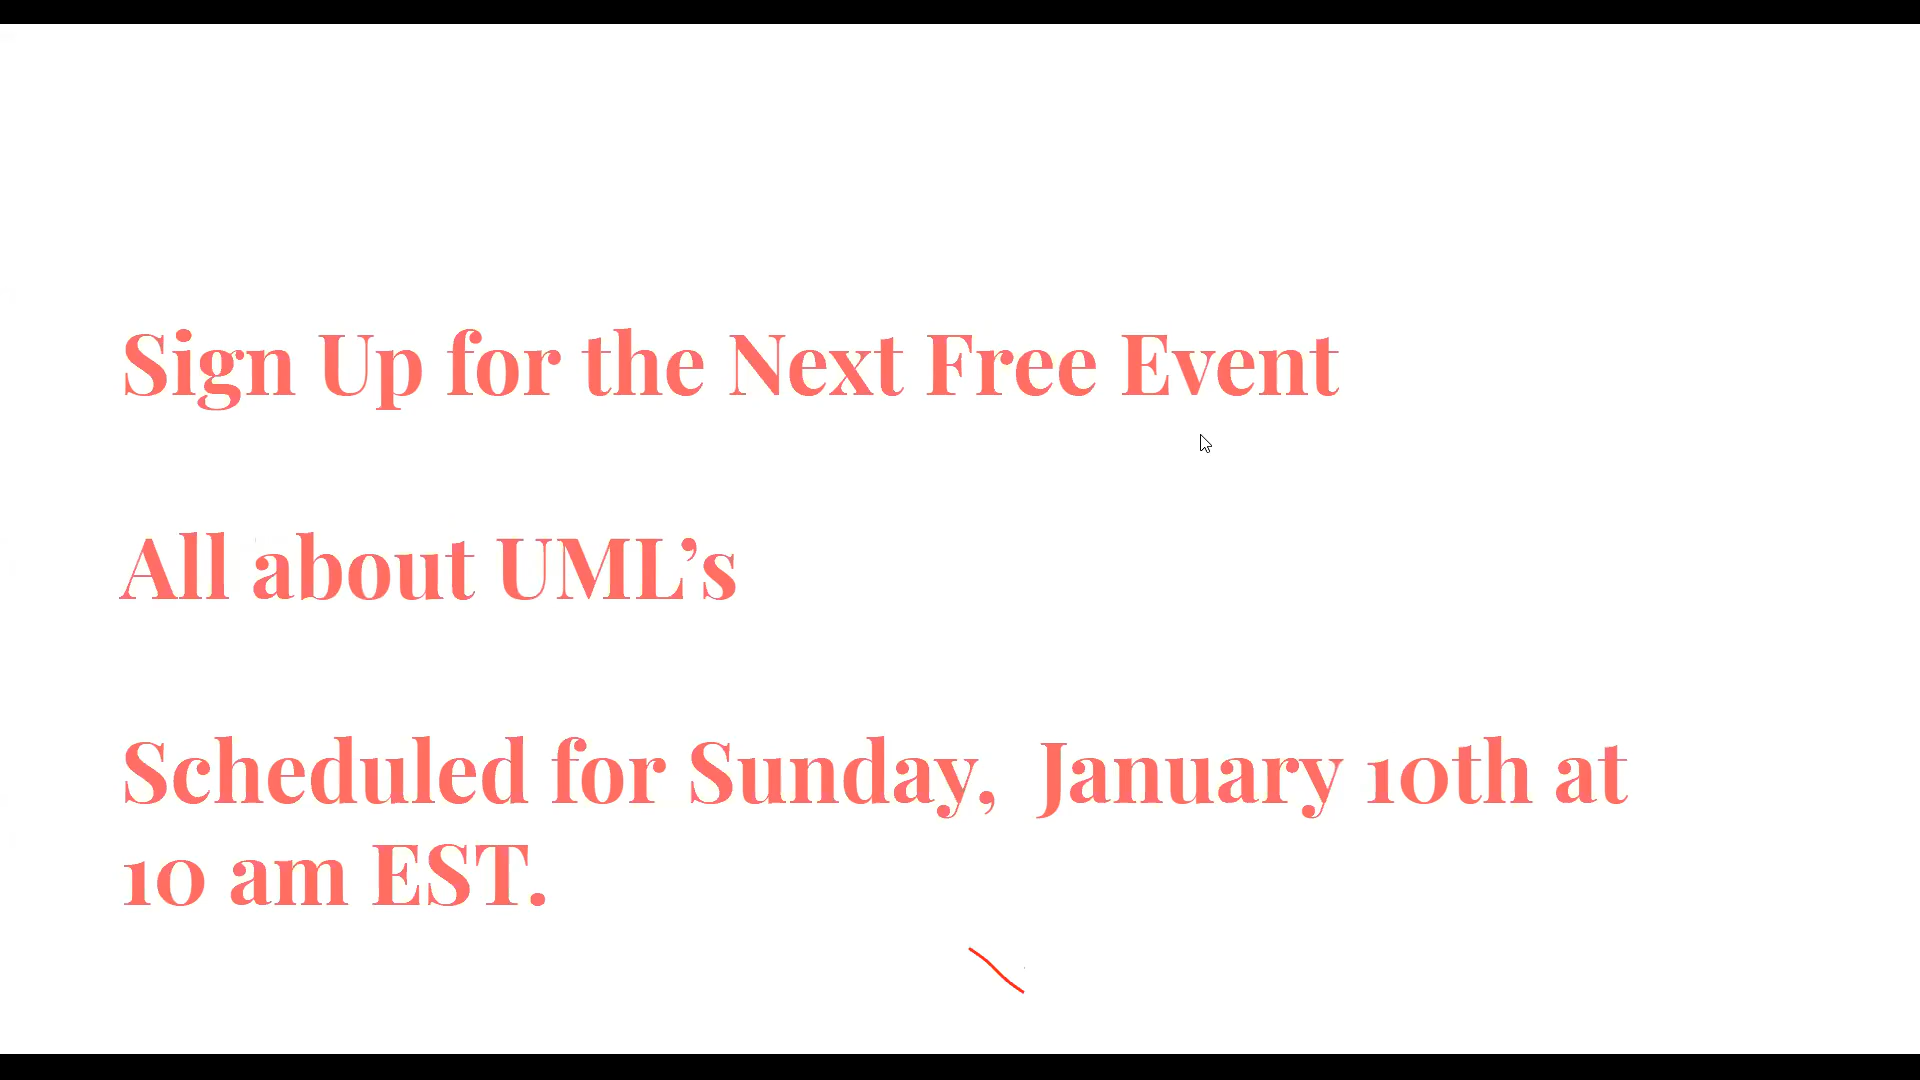 Sign Up for the Next Free Event
All about UML’s
Scheduled for Sunday,  January 10th at
10 am EST.